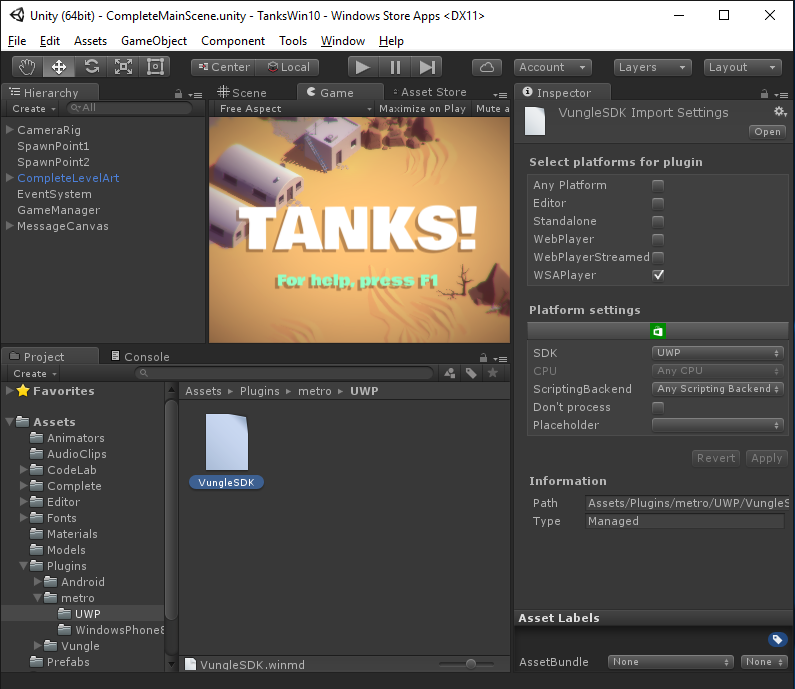 Unity (64bit) - CompleteMainScene.unity - TanksWin10 - Windows Store Apps <DX11>
File Edit Assets GameObject Component Tools Window Help
Center Local Account Layers Layout
Hierarchy
Create All
CameraRig
SpawnPoint1
SpawnPoint2
CompleteLevelArt
EventSystem
GameManager
MessageCanvas
Scene Game Asset Store
Free Aspect Maximize on Play Mute a
TANKS!
For help, press F1
Project Console
Create
Favorites
Assets
Animators
AudioClips
CodeLab
Complete
Editor
Fonts
Materials
Models
Plugins
Android
metro
UWP
WindowsPhone8
Vungle
Prefabs
Assets ▸ Plugins ▸ metro ▸ UWP
VungleSDK
VungleSDK.winmd
Inspector
VungleSDK Import Settings
Open
Select platforms for plugin
Any Platform
Editor
Standalone
WebPlayer
WebPlayerStreamed
WSAPlayer
Platform settings
SDK UWP
CPU Any CPU
ScriptingBackend Any Scripting Backend
Don't process
Placeholder
Revert Apply
Information
Path Assets/Plugins/metro/UWP/VungleS
Type Managed
Asset Labels
AssetBundle None None